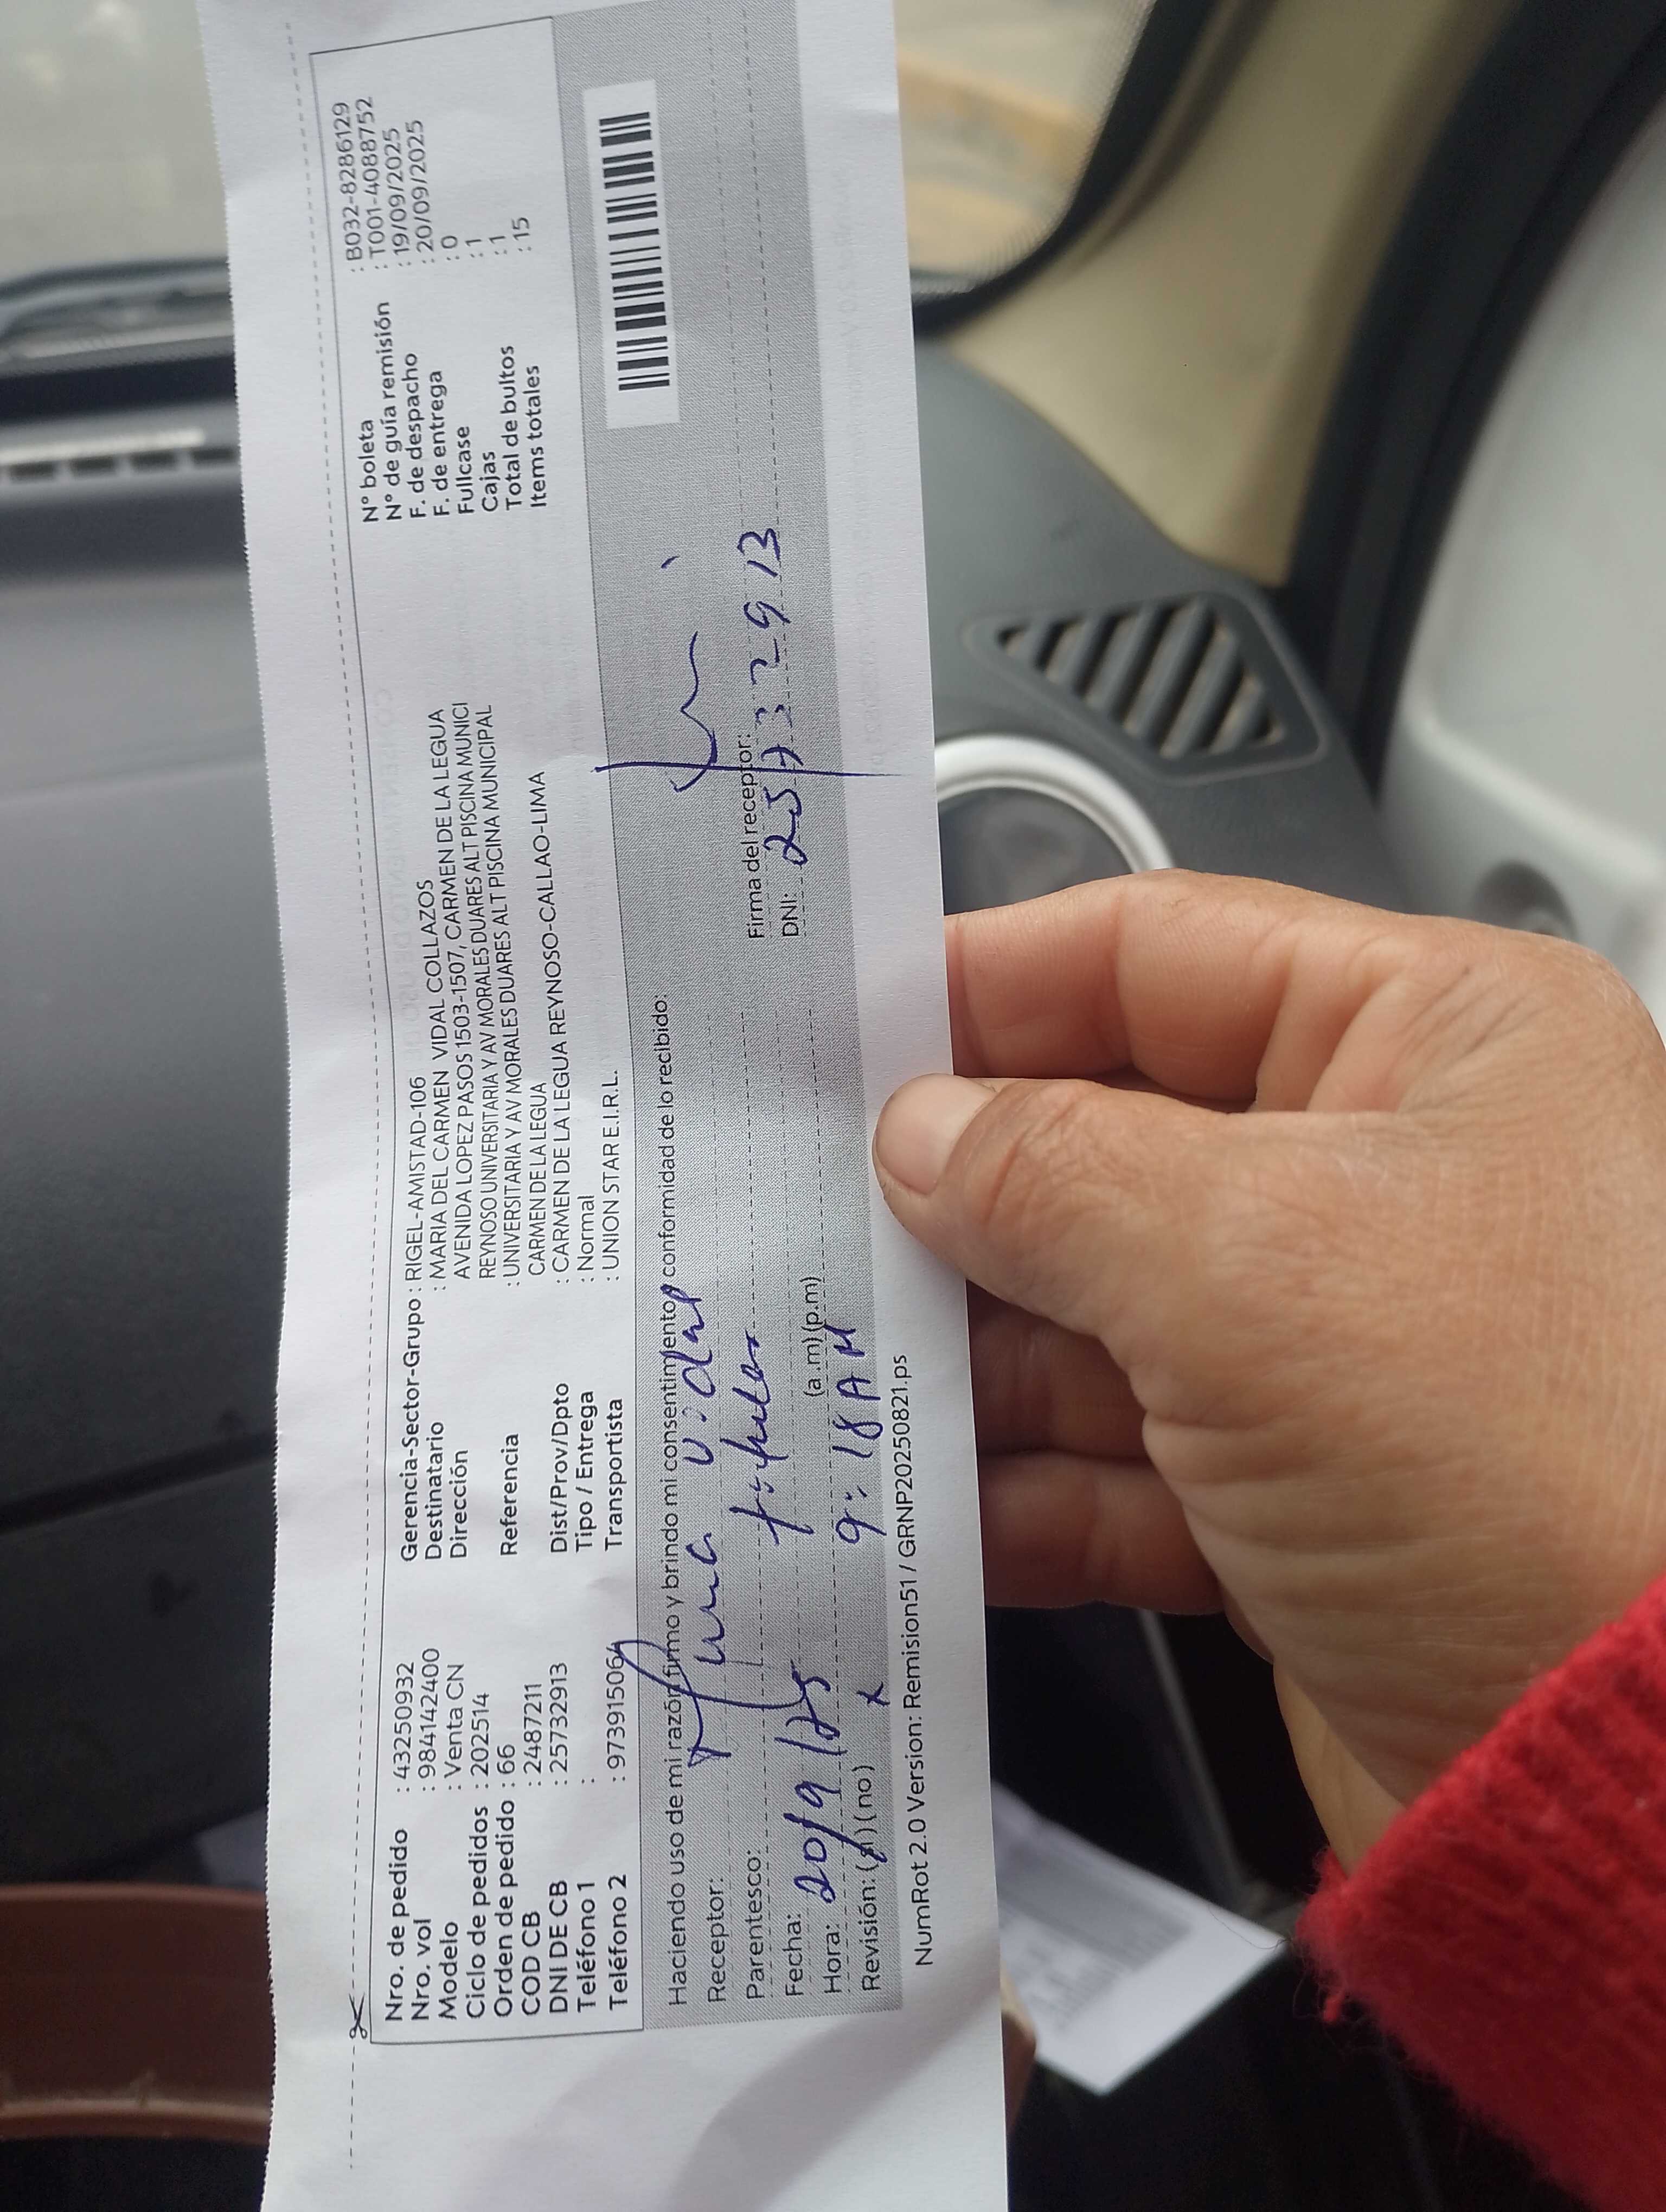 Nro. de pedido : 43250932
Nro. vol : 984142400
Modelo : Venta CN
Ciclo de pedidos : 202514
Orden de pedido : 66
COD CB : 2487211
DNI DE CB : 25732913
Teléfono 1 :
Teléfono 2 : 973915064
Gerencia-Sector-Grupo : RIGEL-AMISTAD-106
Destinatario : MARIA DEL CARMEN VIDAL COLLAZOS
Dirección AVENIDA LOPEZ PASOS 1503-1507, CARMEN DE LA LEGUA
REYNOSO UNIVERSITARIA Y AV MORALES DUARES ALT PISCINA MUNICI
Referencia : UNIVERSITARIA Y AV MORALES DUARES ALT PISCINA MUNICIPAL
CARMEN DE LA LEGUA
Dist/Prov/Dpto : CARMEN DE LA LEGUA REYNOSO-CALLAO-LIMA
Tipo / Entrega : Normal
Transportista : UNION STAR E.I.R.L.
N° boleta : B032-8286129
N° de guía remisión : T001-4088752
F. de despacho : 19/09/2025
F. de entrega : 20/09/2025
Fullcase : 0
Cajas : 1
Total de bultos : 1
Items totales : 15
Haciendo uso de mi razón firmo y brindo mi consentimiento y conformidad de lo recibido:
Receptor: Vidal
Parentesco: titular
Fecha: 20/9/25
Hora: 9:18 AM (a.m) (p.m)
Revisión: (si) (no) x
Firma del receptor:
DNI: 25732913
NumRot 2.0 Version: Remision51 / GRNP20250821.ps